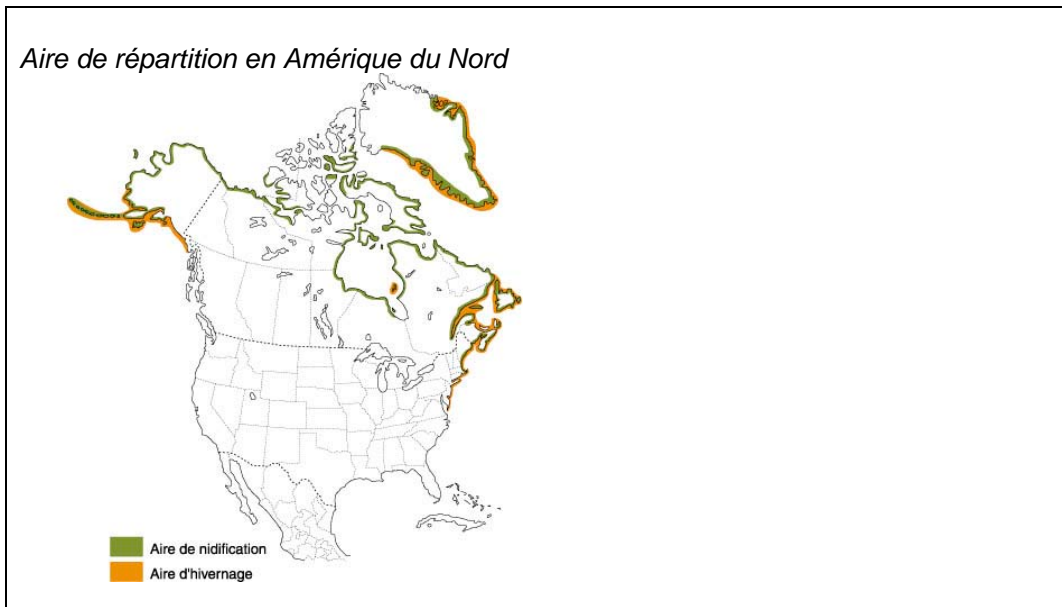 Aire de répartition en Amérique du Nord
Aire de nidification
Aire d'hivernage